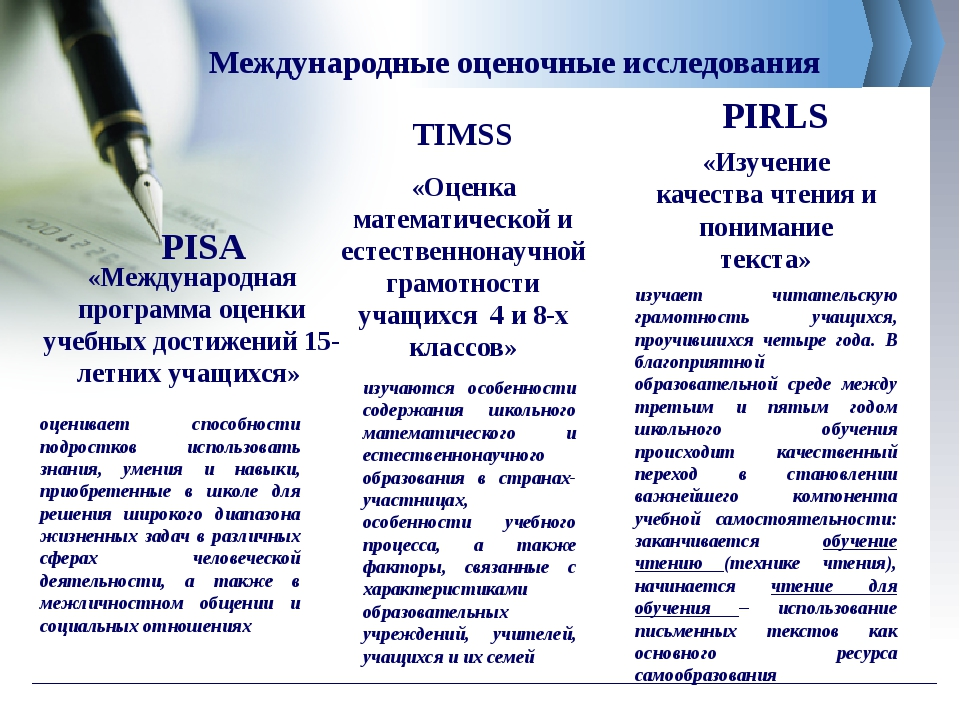 Международные оценочные исследования
PISA
«Международная
программа оценки
учебных достижений 15-
летних учащихся»
оценивает способности
подростков использовать
знания, умения и навыки,
приобретенные в школе для
решения широкого диапазона
жизненных задач в различных
сферах человеческой
деятельности, а также в
межличностном общении и
социальных отношениях
TIMSS
«Оценка
математической и
естественнонаучной
грамотности
учащихся 4 и 8-х
классов»
изучаются особенности
содержания школьного
математического и
естественнонаучного
образования в странах-
участницах,
особенности учебного
процесса, а также
факторы, связанные с
характеристиками
образовательных
учреждений, учителей,
учащихся и их семей
PIRLS
«Изучение
качества чтения и
понимание
текста»
изучает читательскую
грамотность учащихся,
проучившихся четыре года. В
благоприятной
образовательной среде между
третьим и пятым годом
школьного обучения
происходит качественный
переход в становлении
важнейшего компонента
учебной самостоятельности:
заканчивается обучение
чтению (технике чтения),
начинается чтение для
обучения – использование
письменных текстов как
основного ресурса
самообразования